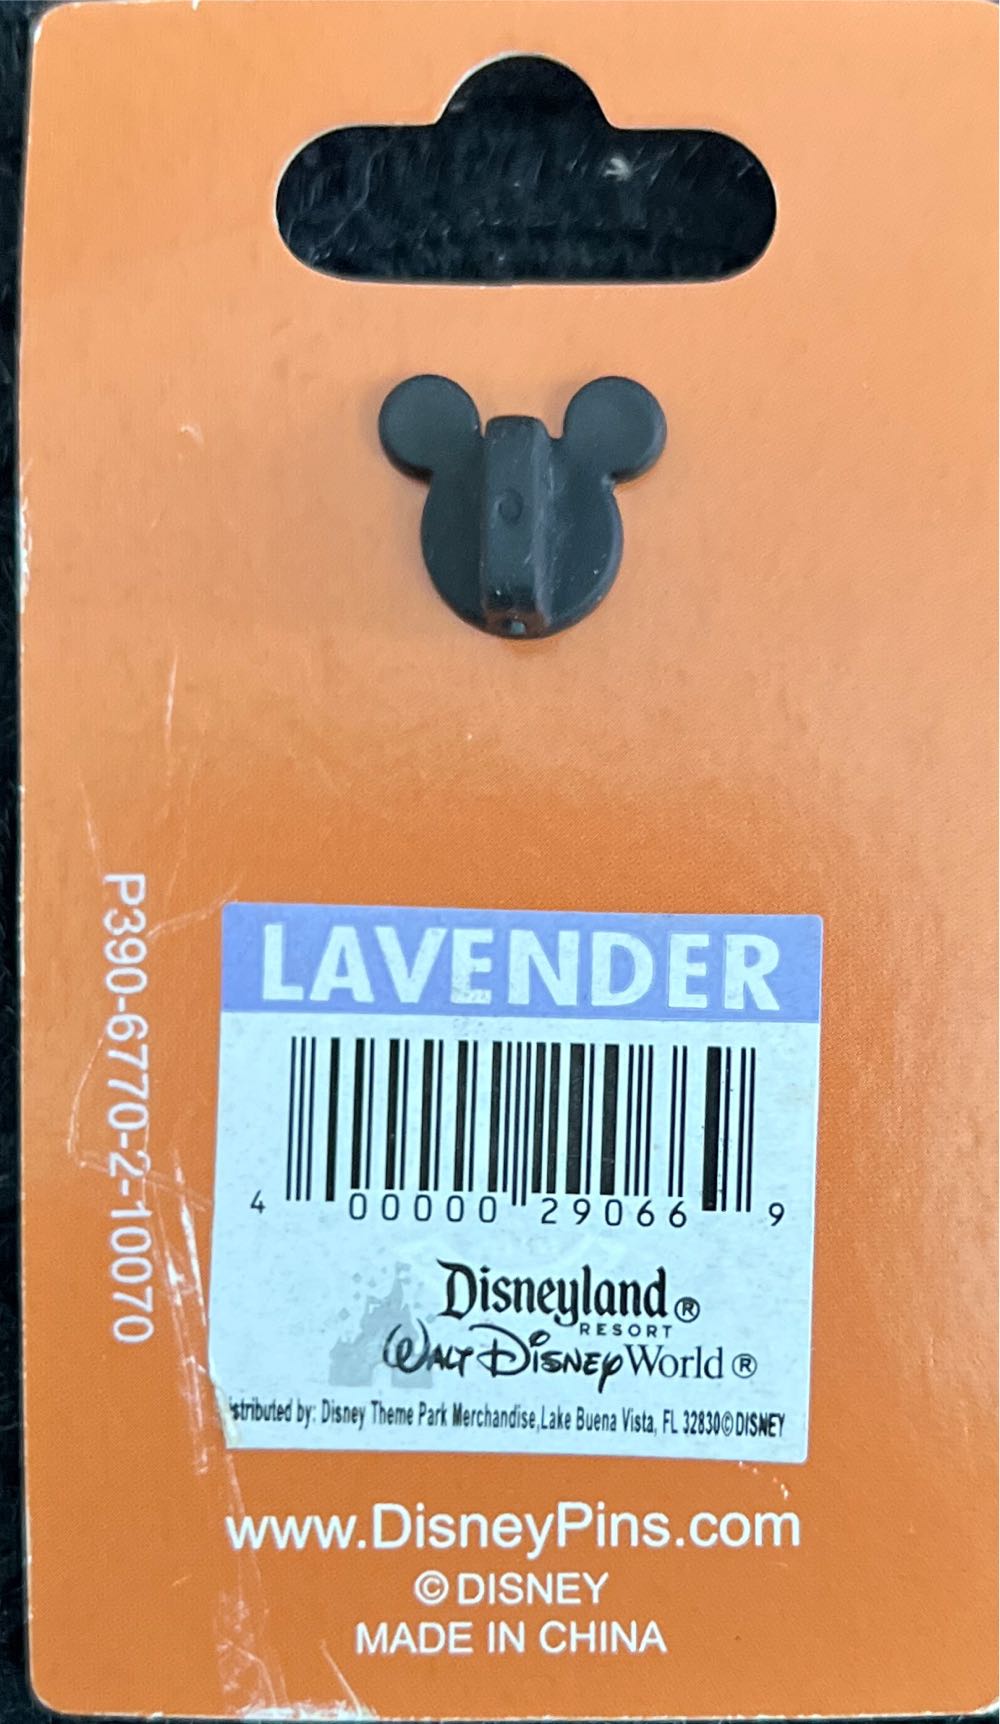 LAVENDER
4 00000 29066 9
Disneyland®
RESORT
WALT DISNEY World®
istributed by: Disney Theme Park Merchandise,Lake Buena Vista, FL 32830©DISNEY
P390-6770-2-10070
www.DisneyPins.com
© DISNEY
MADE IN CHINA